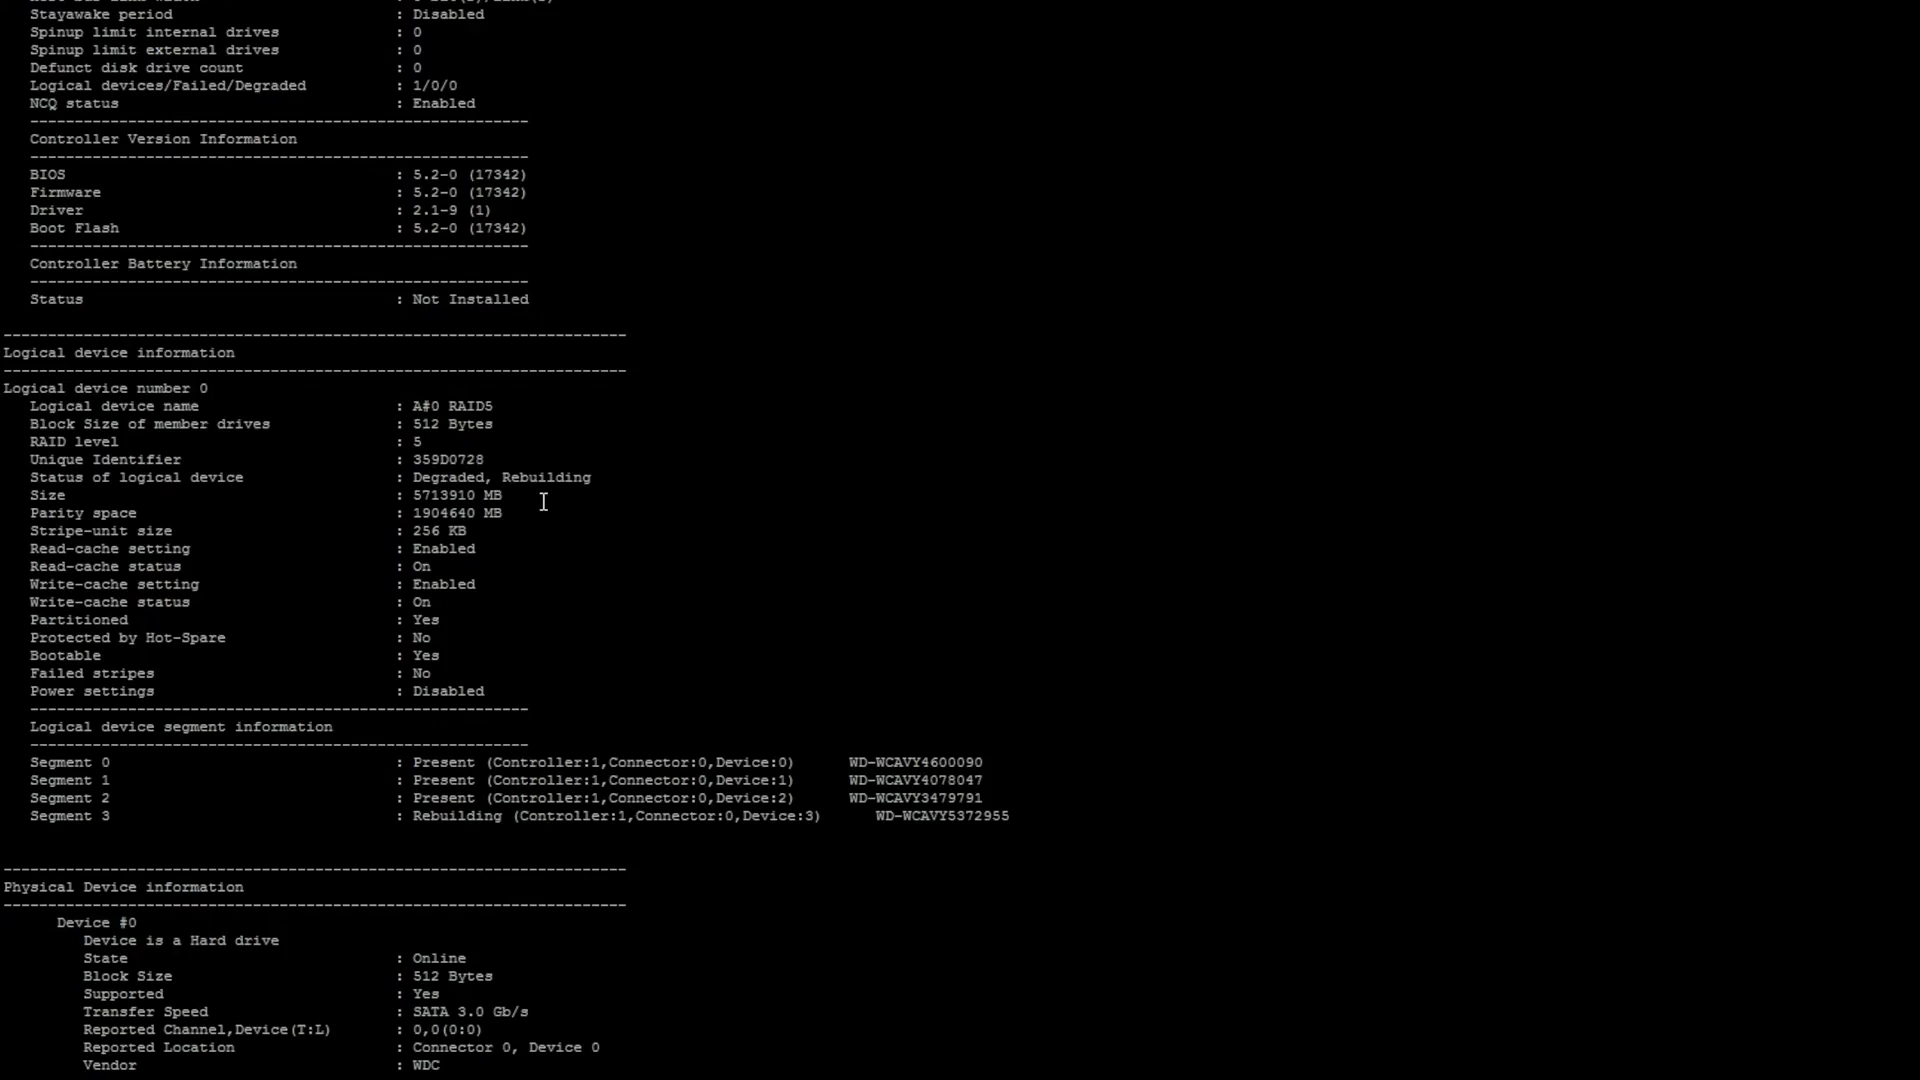 Stayawake period : Disabled
Spinup limit internal drives : 0
Spinup limit external drives : 0
Defunct disk drive count : 0
Logical devices/Failed/Degraded : 1/0/0
NCQ status : Enabled
--------------------------------------------------------
Controller Version Information
--------------------------------------------------------
BIOS : 5.2-0 (17342)
Firmware : 5.2-0 (17342)
Driver : 2.1-9 (1)
Boot Flash : 5.2-0 (17342)
--------------------------------------------------------
Controller Battery Information
--------------------------------------------------------
Status : Not Installed
----------------------------------------------------------------------
Logical device information
----------------------------------------------------------------------
Logical device number 0
Logical device name : A#0 RAID5
Block Size of member drives : 512 Bytes
RAID level : 5
Unique Identifier : 359D0728
Status of logical device : Degraded, Rebuilding
Size : 5713910 MB
Parity space : 1904640 MB
Stripe-unit size : 256 KB
Read-cache setting : Enabled
Read-cache status : On
Write-cache setting : Enabled
Write-cache status : On
Partitioned : Yes
Protected by Hot-Spare : No
Bootable : Yes
Failed stripes : No
Power settings : Disabled
--------------------------------------------------------
Logical device segment information
--------------------------------------------------------
Segment 0 : Present (Controller:1,Connector:0,Device:0) WD-WCAVY4600090
Segment 1 : Present (Controller:1,Connector:0,Device:1) WD-WCAVY4078047
Segment 2 : Present (Controller:1,Connector:0,Device:2) WD-WCAVY3479791
Segment 3 : Rebuilding (Controller:1,Connector:0,Device:3) WD-WCAVY5372955
----------------------------------------------------------------------
Physical Device information
----------------------------------------------------------------------
Device #0
Device is a Hard drive
State : Online
Block Size : 512 Bytes
Supported : Yes
Transfer Speed : SATA 3.0 Gb/s
Reported Channel,Device(T:L) : 0,0(0:0)
Reported Location : Connector 0, Device 0
Vendor : WDC